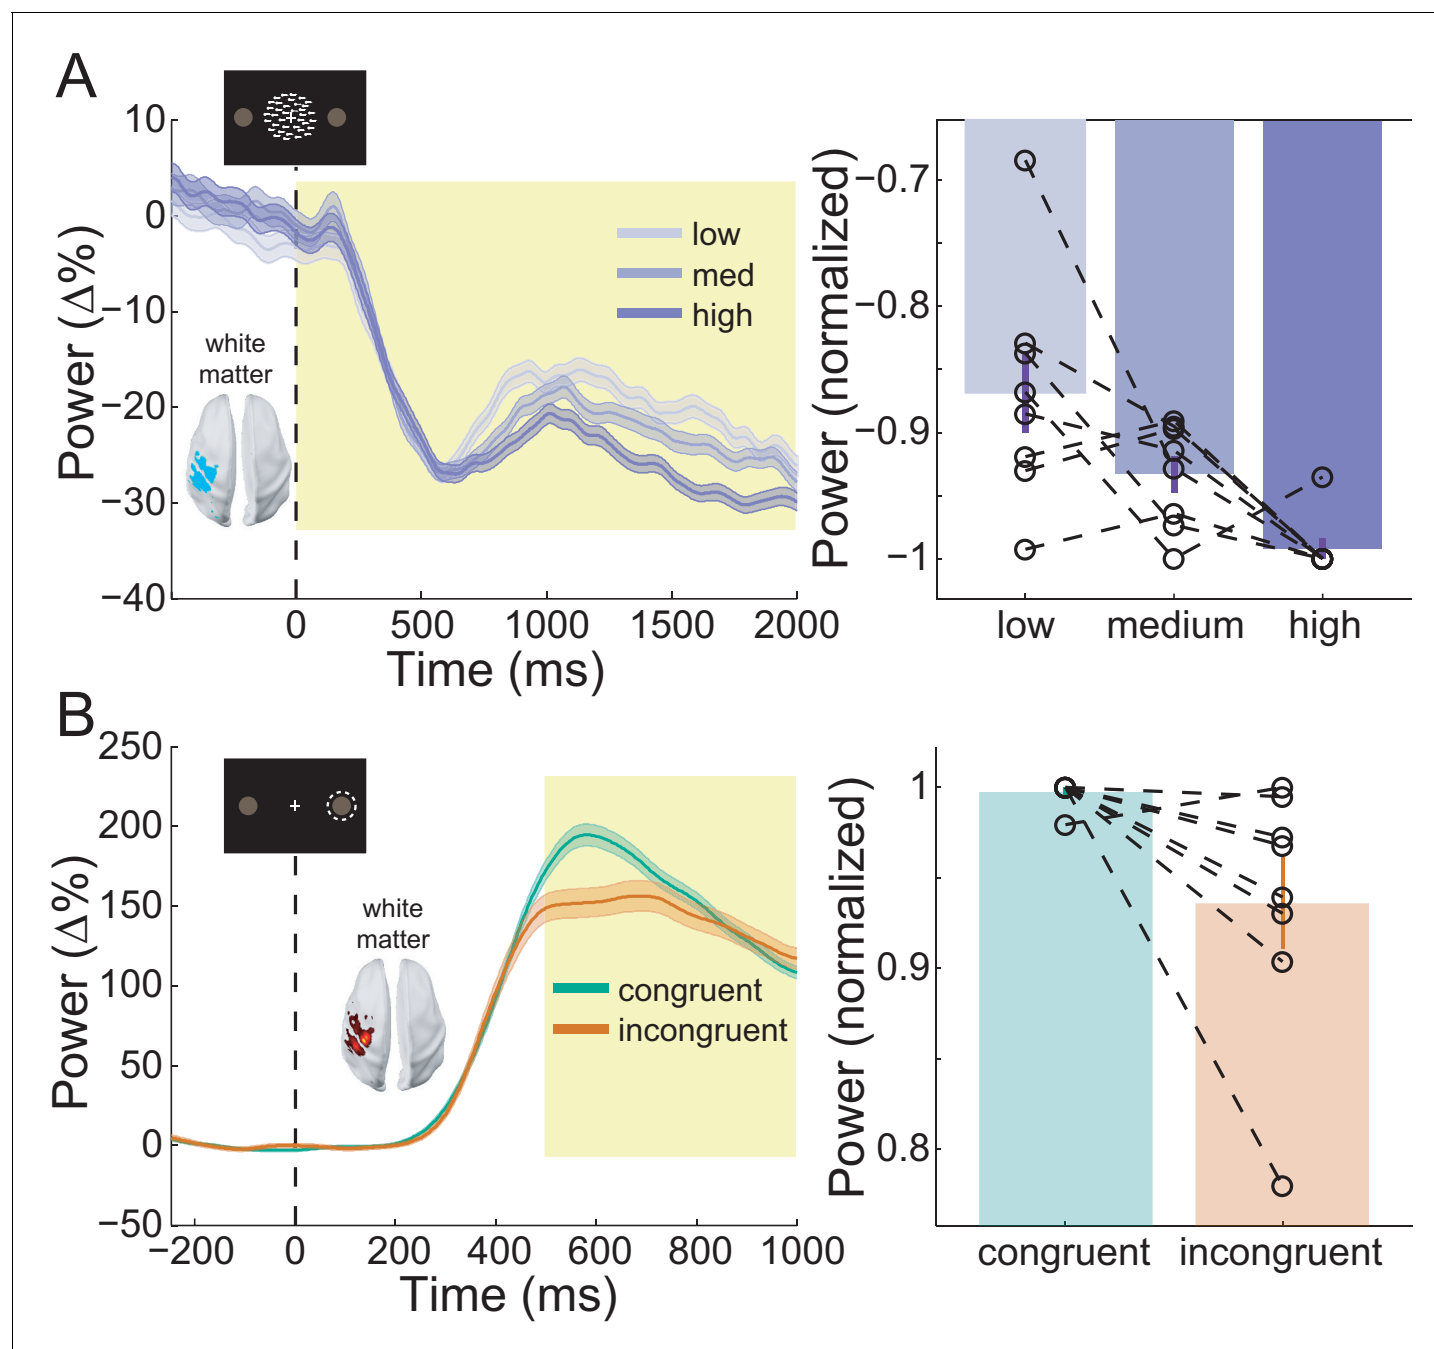 A
10
0
−10
−20
−30
−40
Power (Δ%)
white
matter
low
med
high
0
500
1000
1500
2000
Time (ms)
−0.7
−0.8
−0.9
−1
Power (normalized)
low
medium
high
B
250
200
150
100
50
0
−50
Power (Δ%)
white
matter
congruent
incongruent
−200
0
200
400
600
800
1000
Time (ms)
1
0.9
0.8
Power (normalized)
congruent
incongruent